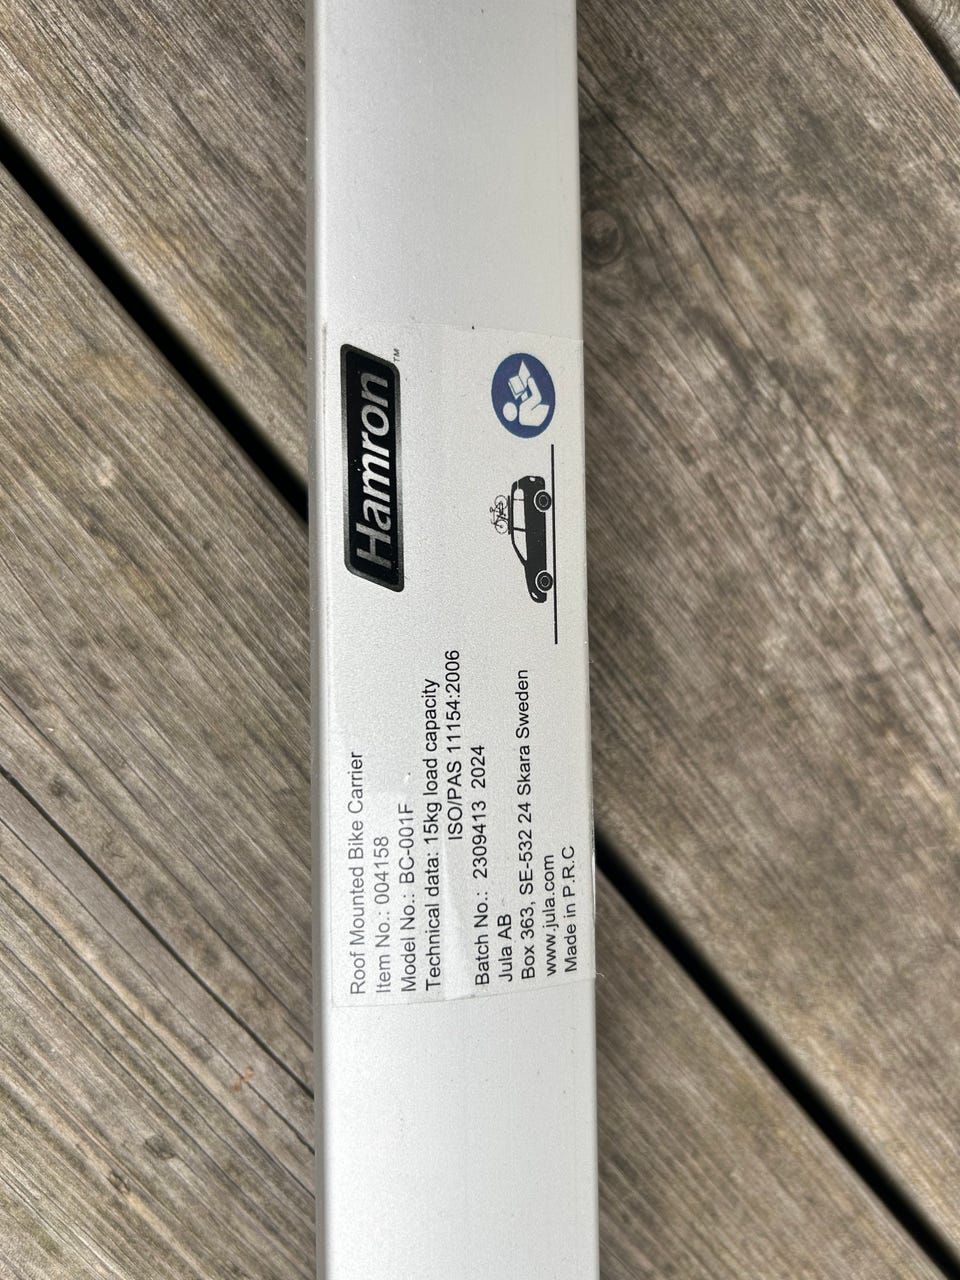 Hamron™
Roof Mounted Bike Carrier
Item No.: 004158
Model No.: BC-001F
Technical data: 15kg load capacity
ISO/PAS 11154:2006
Batch No.: 2309413 2024
Jula AB
Box 363, SE-532 24 Skara Sweden
www.jula.com
Made in P.R.C